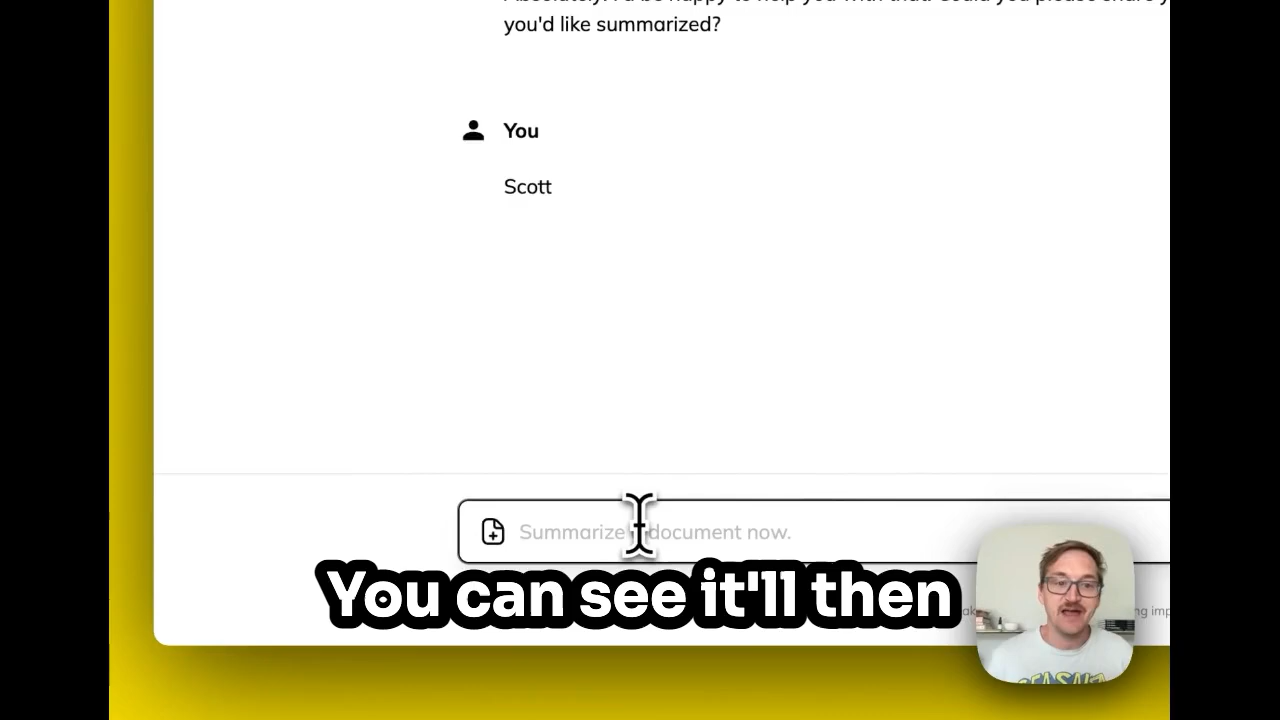 you'd like summarized?
You
Scott
Summarize document now.
You can see it'll then